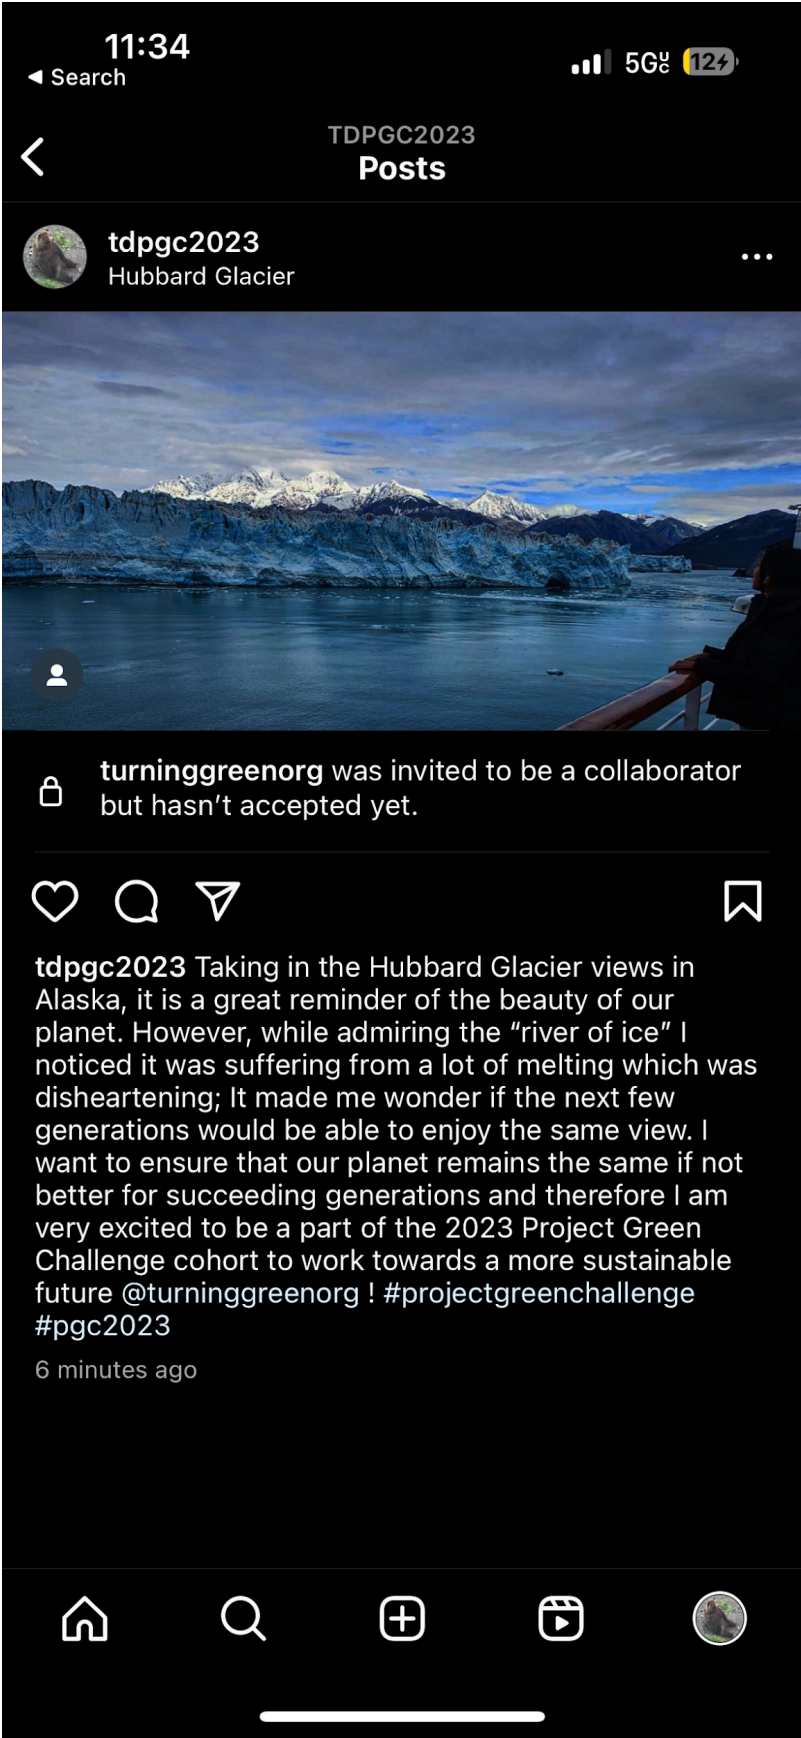 11:34
◀ Search
5GUC
12
TDPGC2023
Posts
tdpgc2023
Hubbard Glacier
turninggreenorg was invited to be a collaborator
but hasn’t accepted yet.
tdpgc2023 Taking in the Hubbard Glacier views in
Alaska, it is a great reminder of the beauty of our
planet. However, while admiring the “river of ice” I
noticed it was suffering from a lot of melting which was
disheartening; It made me wonder if the next few
generations would be able to enjoy the same view. I
want to ensure that our planet remains the same if not
better for succeeding generations and therefore I am
very excited to be a part of the 2023 Project Green
Challenge cohort to work towards a more sustainable
future @turninggreenorg ! #projectgreenchallenge
#pgc2023
6 minutes ago